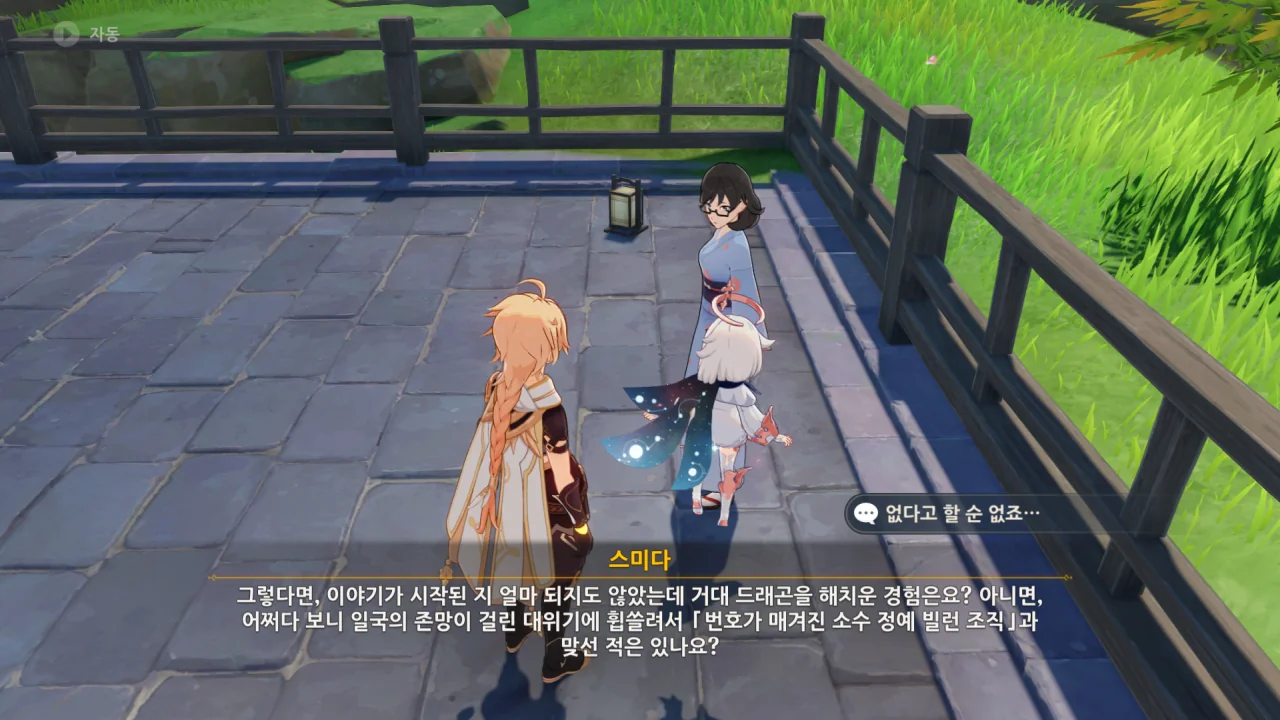 자동
없다고 할 순 없죠…
스미다
그렇다면, 이야기가 시작된 지 얼마 되지도 않았는데 거대 드래곤을 해치운 경험은요? 아니면,
어쩌다 보니 일국의 존망이 걸린 대위기에 휩쓸려서 「번호가 매겨진 소수 정예 빌런 조직」과
맞선 적은 있나요?